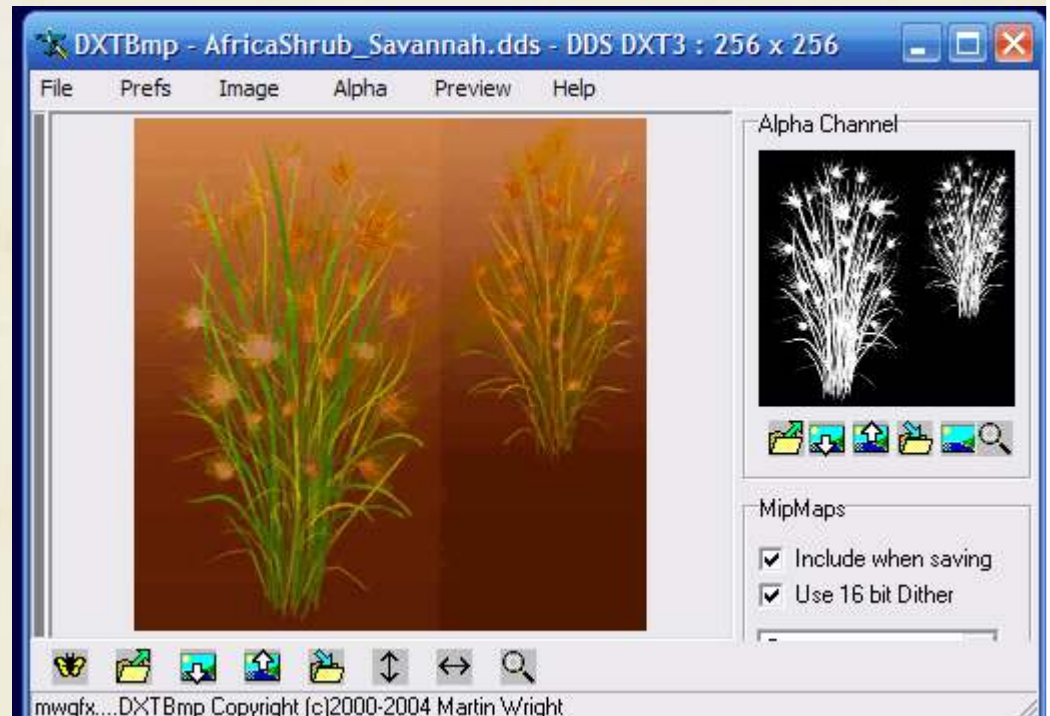 DXTBmp - AfricaShrub_Savannah.dds - DDS DXT3 : 256 x 256
File Prefs Image Alpha Preview Help
Alpha Channel
MipMaps
Include when saving
Use 16 bit Dither
mwgfx....DXTBmp Copyright (c)2000-2004 Martin Wright